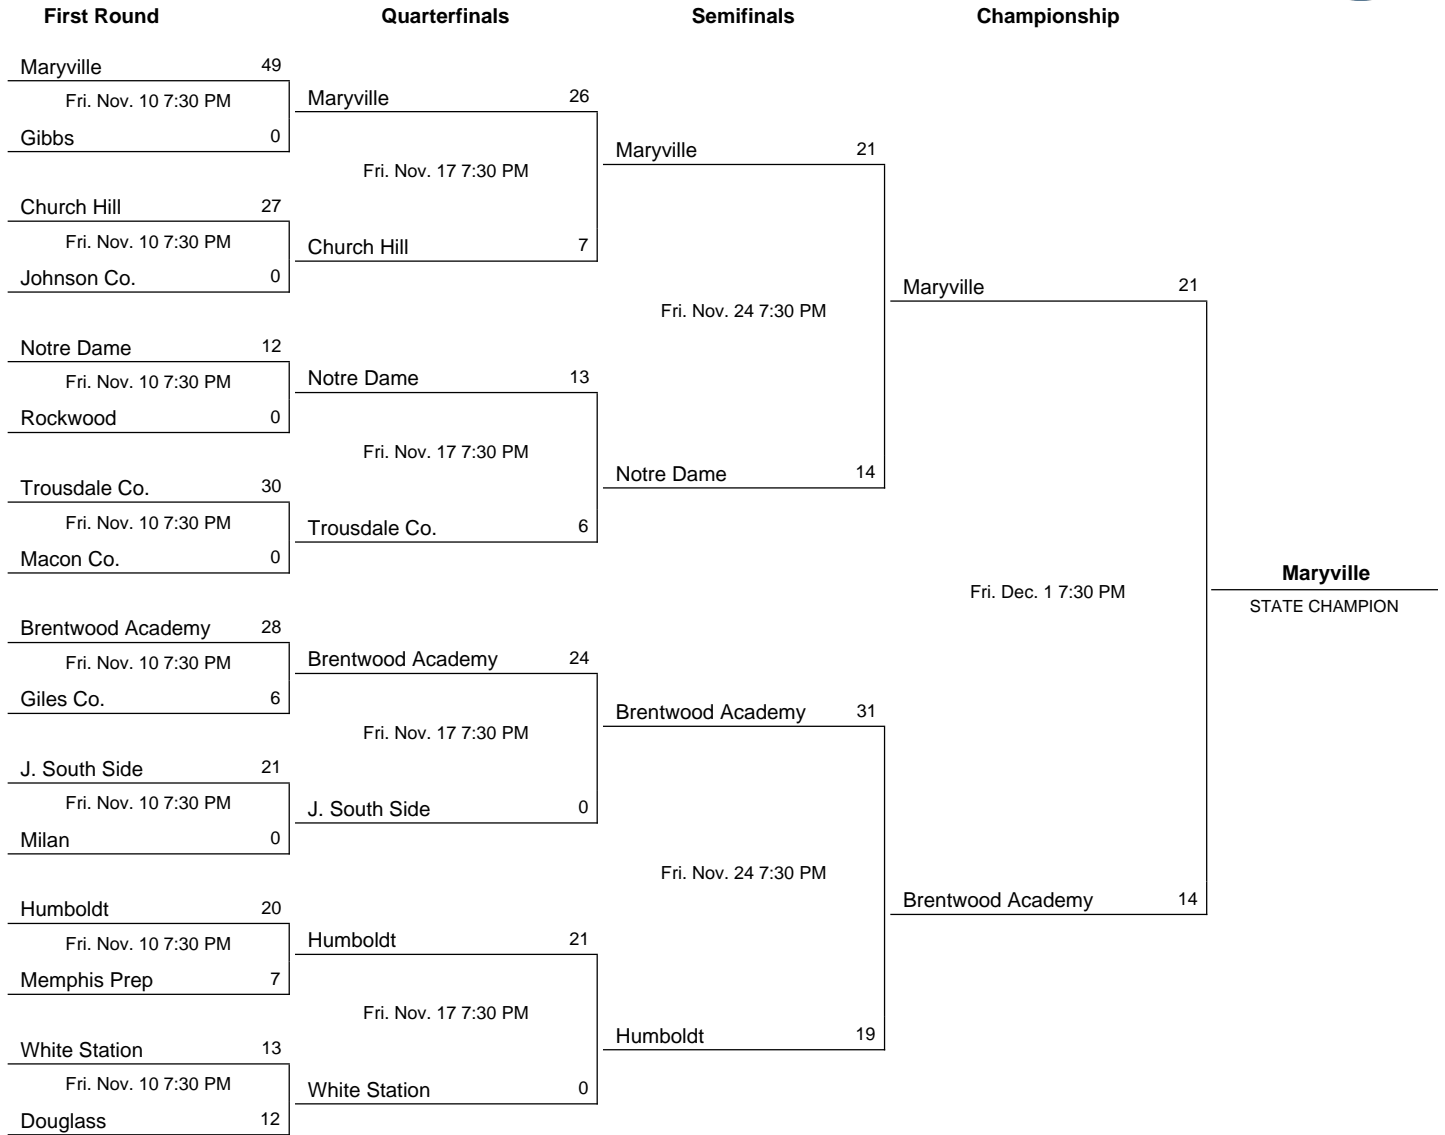 First Round Quarterfinals Semifinals Championship
Maryville 49
Fri. Nov. 10 7:30 PM
Gibbs 0
Church Hill 27
Fri. Nov. 10 7:30 PM
Johnson Co. 0
Notre Dame 12
Fri. Nov. 10 7:30 PM
Rockwood 0
Trousdale Co. 30
Fri. Nov. 10 7:30 PM
Macon Co. 0
Brentwood Academy 28
Fri. Nov. 10 7:30 PM
Giles Co. 6
J. South Side 21
Fri. Nov. 10 7:30 PM
Milan 0
Humboldt 20
Fri. Nov. 10 7:30 PM
Memphis Prep 7
White Station 13
Fri. Nov. 10 7:30 PM
Douglass 12
Maryville 26
Fri. Nov. 17 7:30 PM
Church Hill 7
Notre Dame 13
Fri. Nov. 17 7:30 PM
Trousdale Co. 6
Brentwood Academy 24
Fri. Nov. 17 7:30 PM
J. South Side 0
Humboldt 21
Fri. Nov. 17 7:30 PM
White Station 0
Maryville 21
Fri. Nov. 24 7:30 PM
Notre Dame 14
Brentwood Academy 31
Fri. Nov. 24 7:30 PM
Humboldt 19
Maryville 21
Fri. Dec. 1 7:30 PM
Brentwood Academy 14
Maryville
STATE CHAMPION